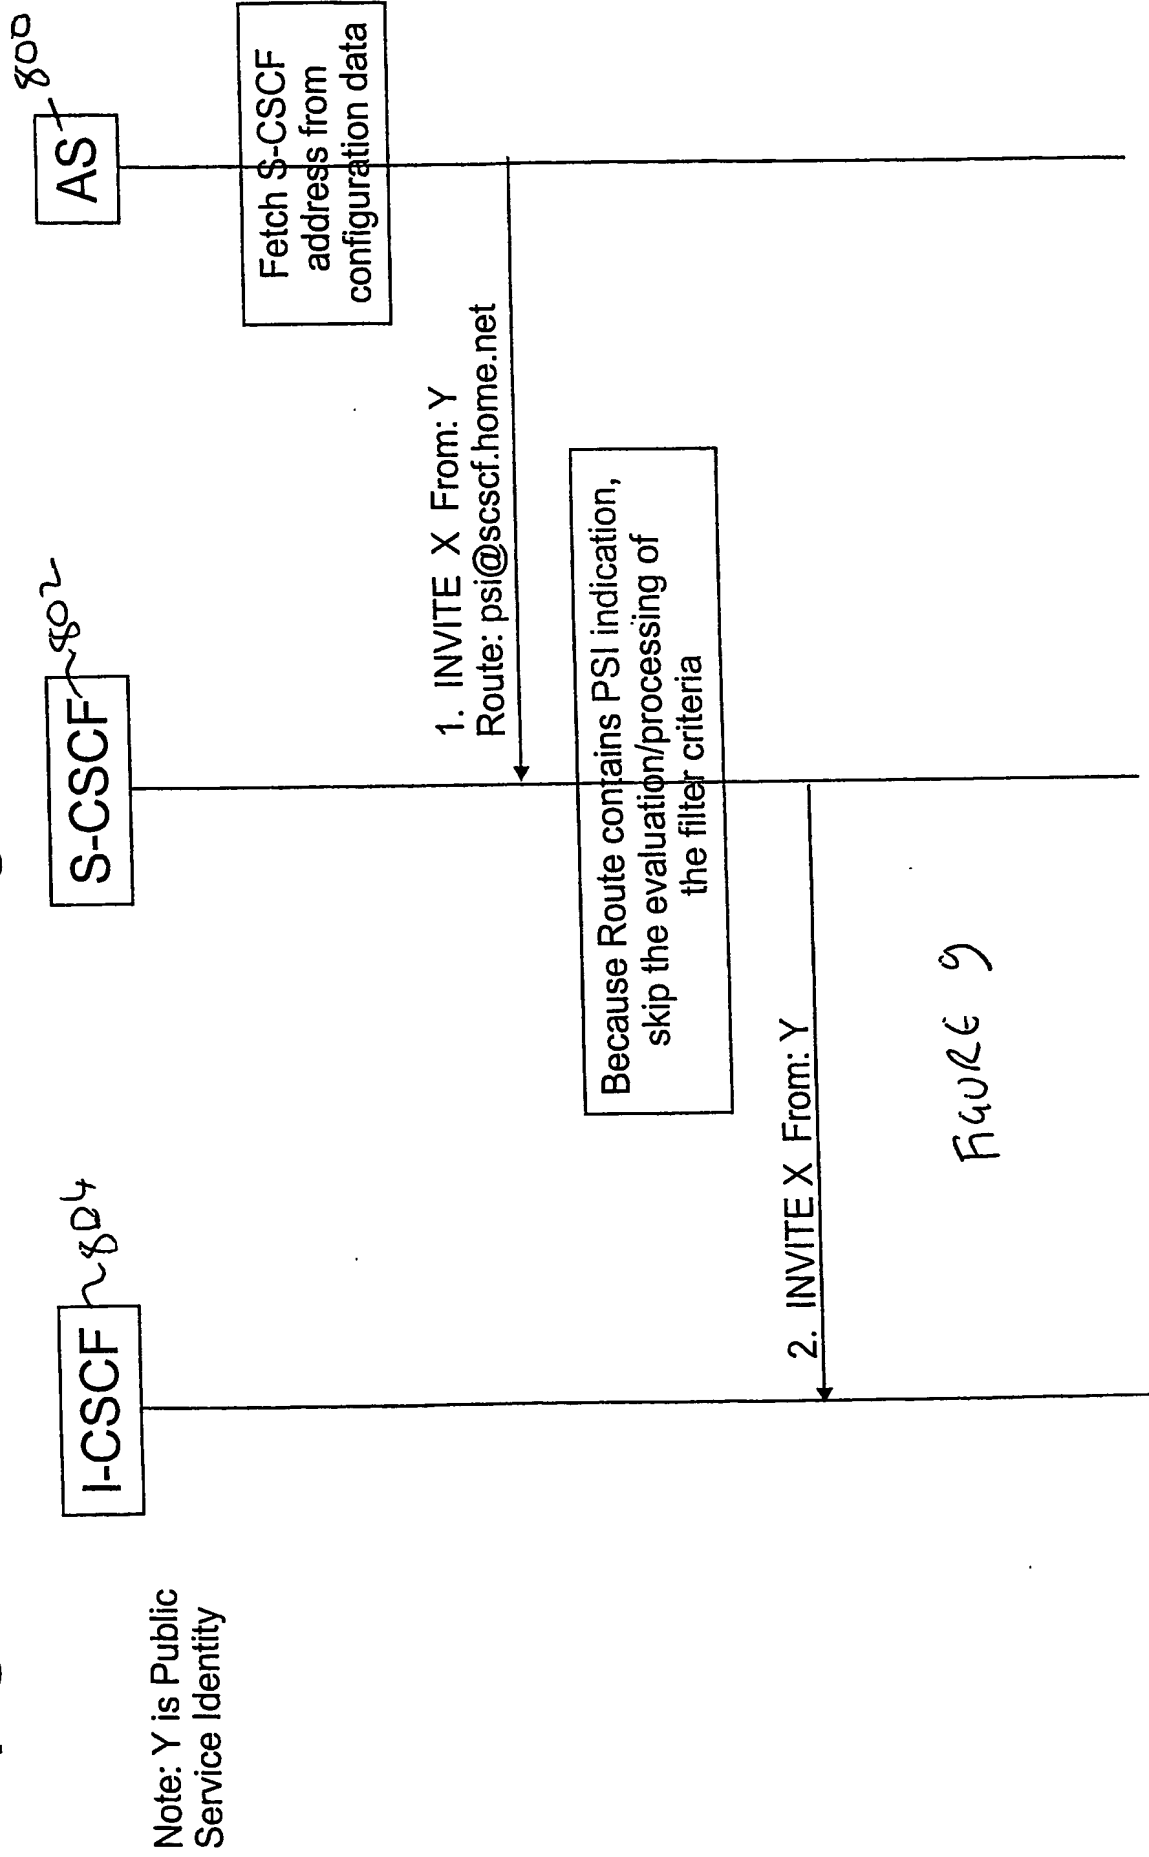 I-CSCF ~804
S-CSCF ~802
AS 800
Note: Y is Public
Service Identity
Fetch S-CSCF
address from
configuration data
1. INVITE X From: Y
Route: psi@scscf.home.net
Because Route contains PSI indication,
skip the evaluation/processing of
the filter criteria
2. INVITE X From: Y
FIGURE 9